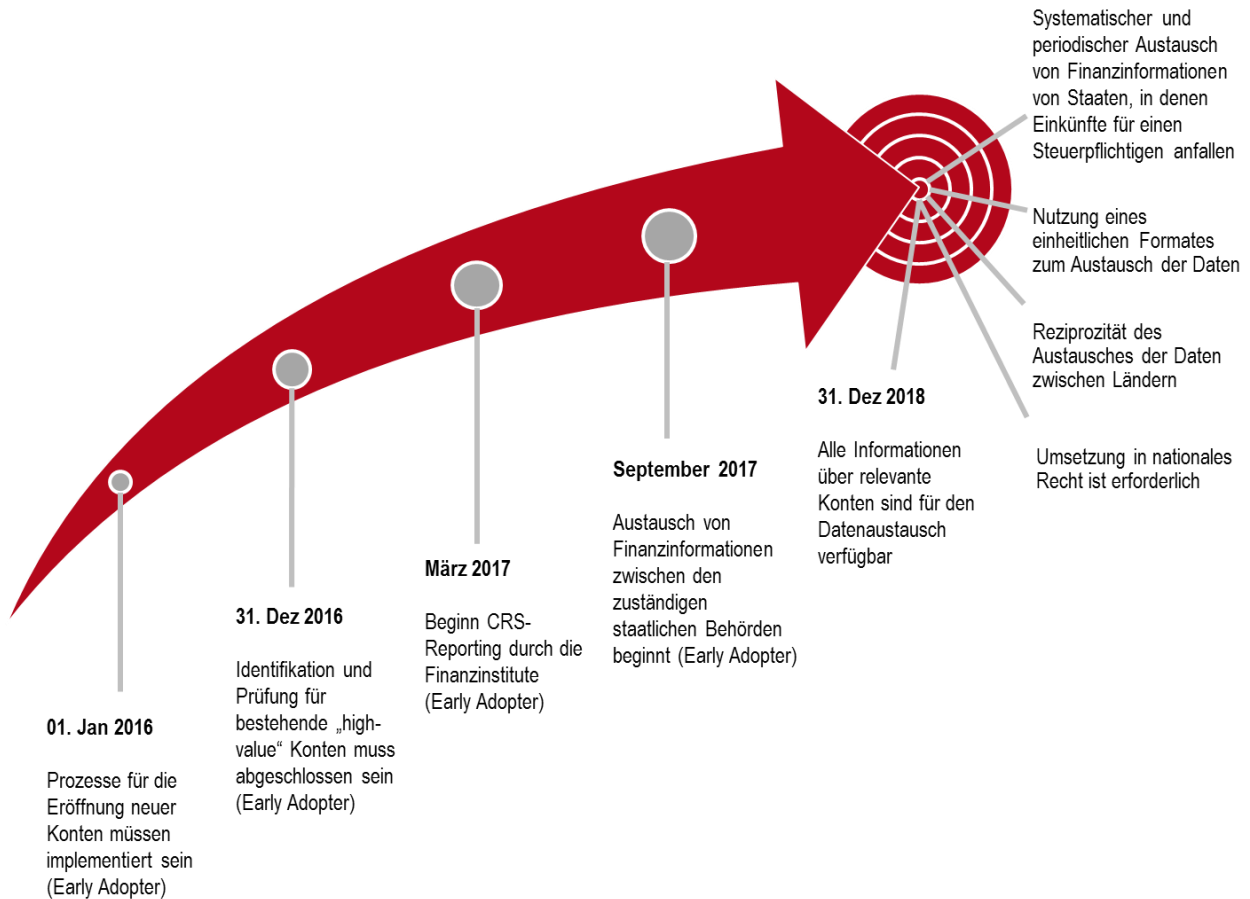 01. Jan 2016
Prozesse für die
Eröffnung neuer
Konten müssen
implementiert sein
(Early Adopter)
31. Dez 2016
Identifikation und
Prüfung für
bestehende „high-
value“ Konten muss
abgeschlossen sein
(Early Adopter)
März 2017
Beginn CRS-
Reporting durch die
Finanzinstitute
(Early Adopter)
September 2017
Austausch von
Finanzinformationen
zwischen den
zuständigen
staatlichen Behörden
beginnt (Early Adopter)
31. Dez 2018
Alle Informationen
über relevante
Konten sind für den
Datenaustausch
verfügbar
Systematischer und
periodischer Austausch
von Finanzinformationen
von Staaten, in denen
Einkünfte für einen
Steuerpflichtigen anfallen
Nutzung eines
einheitlichen Formates
zum Austausch der Daten
Reziprozität des
Austausches der Daten
zwischen Ländern
Umsetzung in nationales
Recht ist erforderlich